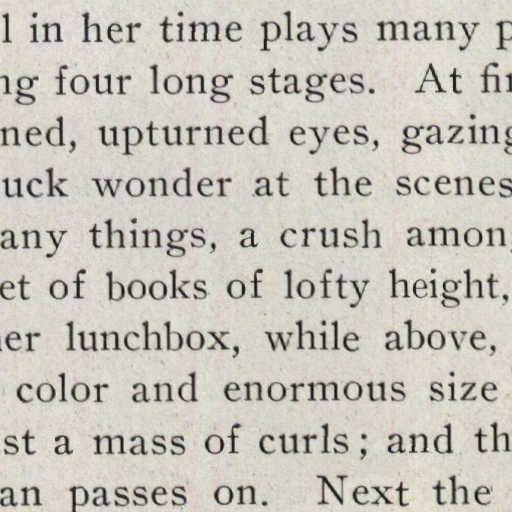 l in her time plays many p
ng four long stages. At fir
ned, upturned eyes, gazing
uck wonder at the scenes
any things, a crush among
et of books of lofty height,
er lunchbox, while above,
color and enormous size
st a mass of curls; and th
an passes on. Next the